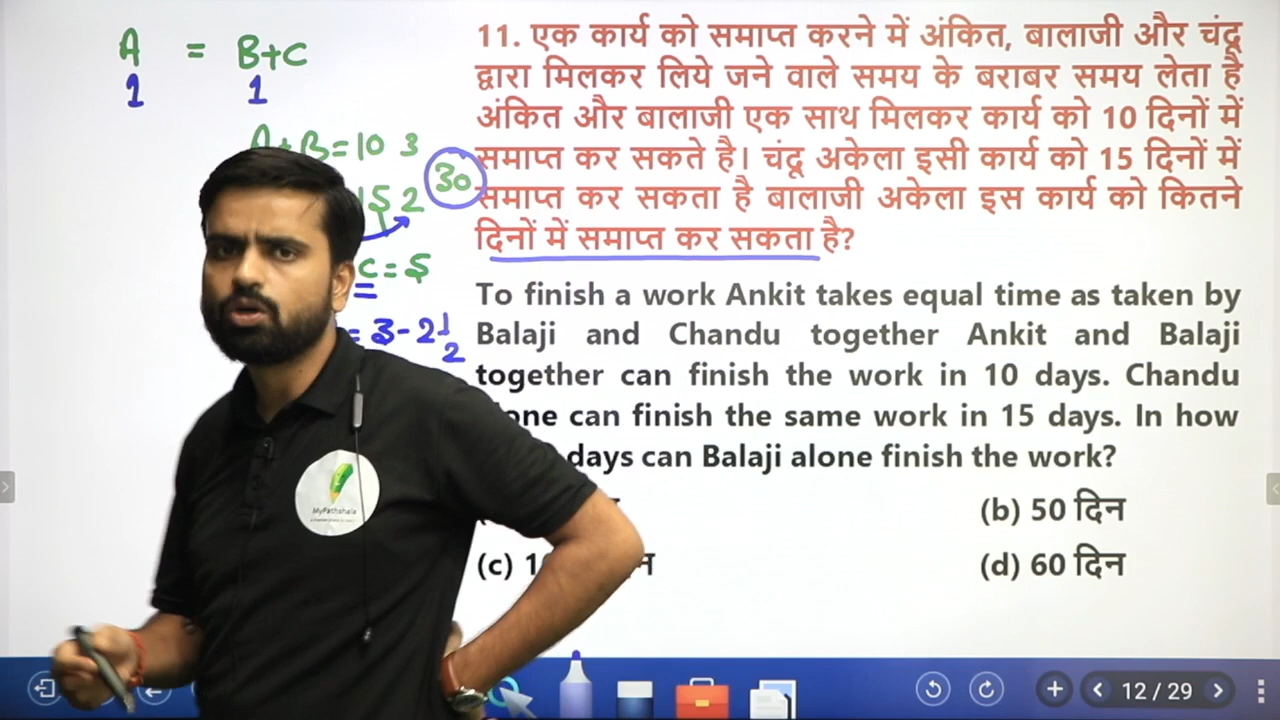 A = B+C
1 1
A+B=10 3
15 2
30
C=5
= 3-2 1/2
11. एक कार्य को समाप्त करने में अंकित, बालाजी और चंदू
द्वारा मिलकर लिये जने वाले समय के बराबर समय लेता है
अंकित और बालाजी एक साथ मिलकर कार्य को 10 दिनों में
समाप्त कर सकते है। चंदू अकेला इसी कार्य को 15 दिनों में
समाप्त कर सकता है बालाजी अकेला इस कार्य को कितने
दिनों में समाप्त कर सकता है?
To finish a work Ankit takes equal time as taken by
Balaji and Chandu together Ankit and Balaji
together can finish the work in 10 days. Chandu
can finish the same work in 15 days. In how
days can Balaji alone finish the work?
(b) 50 दिन
(c)
(d) 60 दिन
MyPathshala
12 / 29